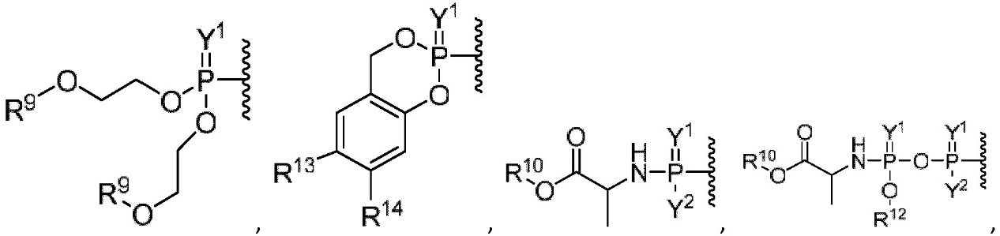 Y¹ O P O O R⁹ O R⁹ O ,
Y¹ O P O R¹³ R¹⁴ ,
O R¹⁰ O H N Y¹ P Y² ,
O R¹⁰ O H N Y¹ P O R¹² O Y¹ P Y² ,